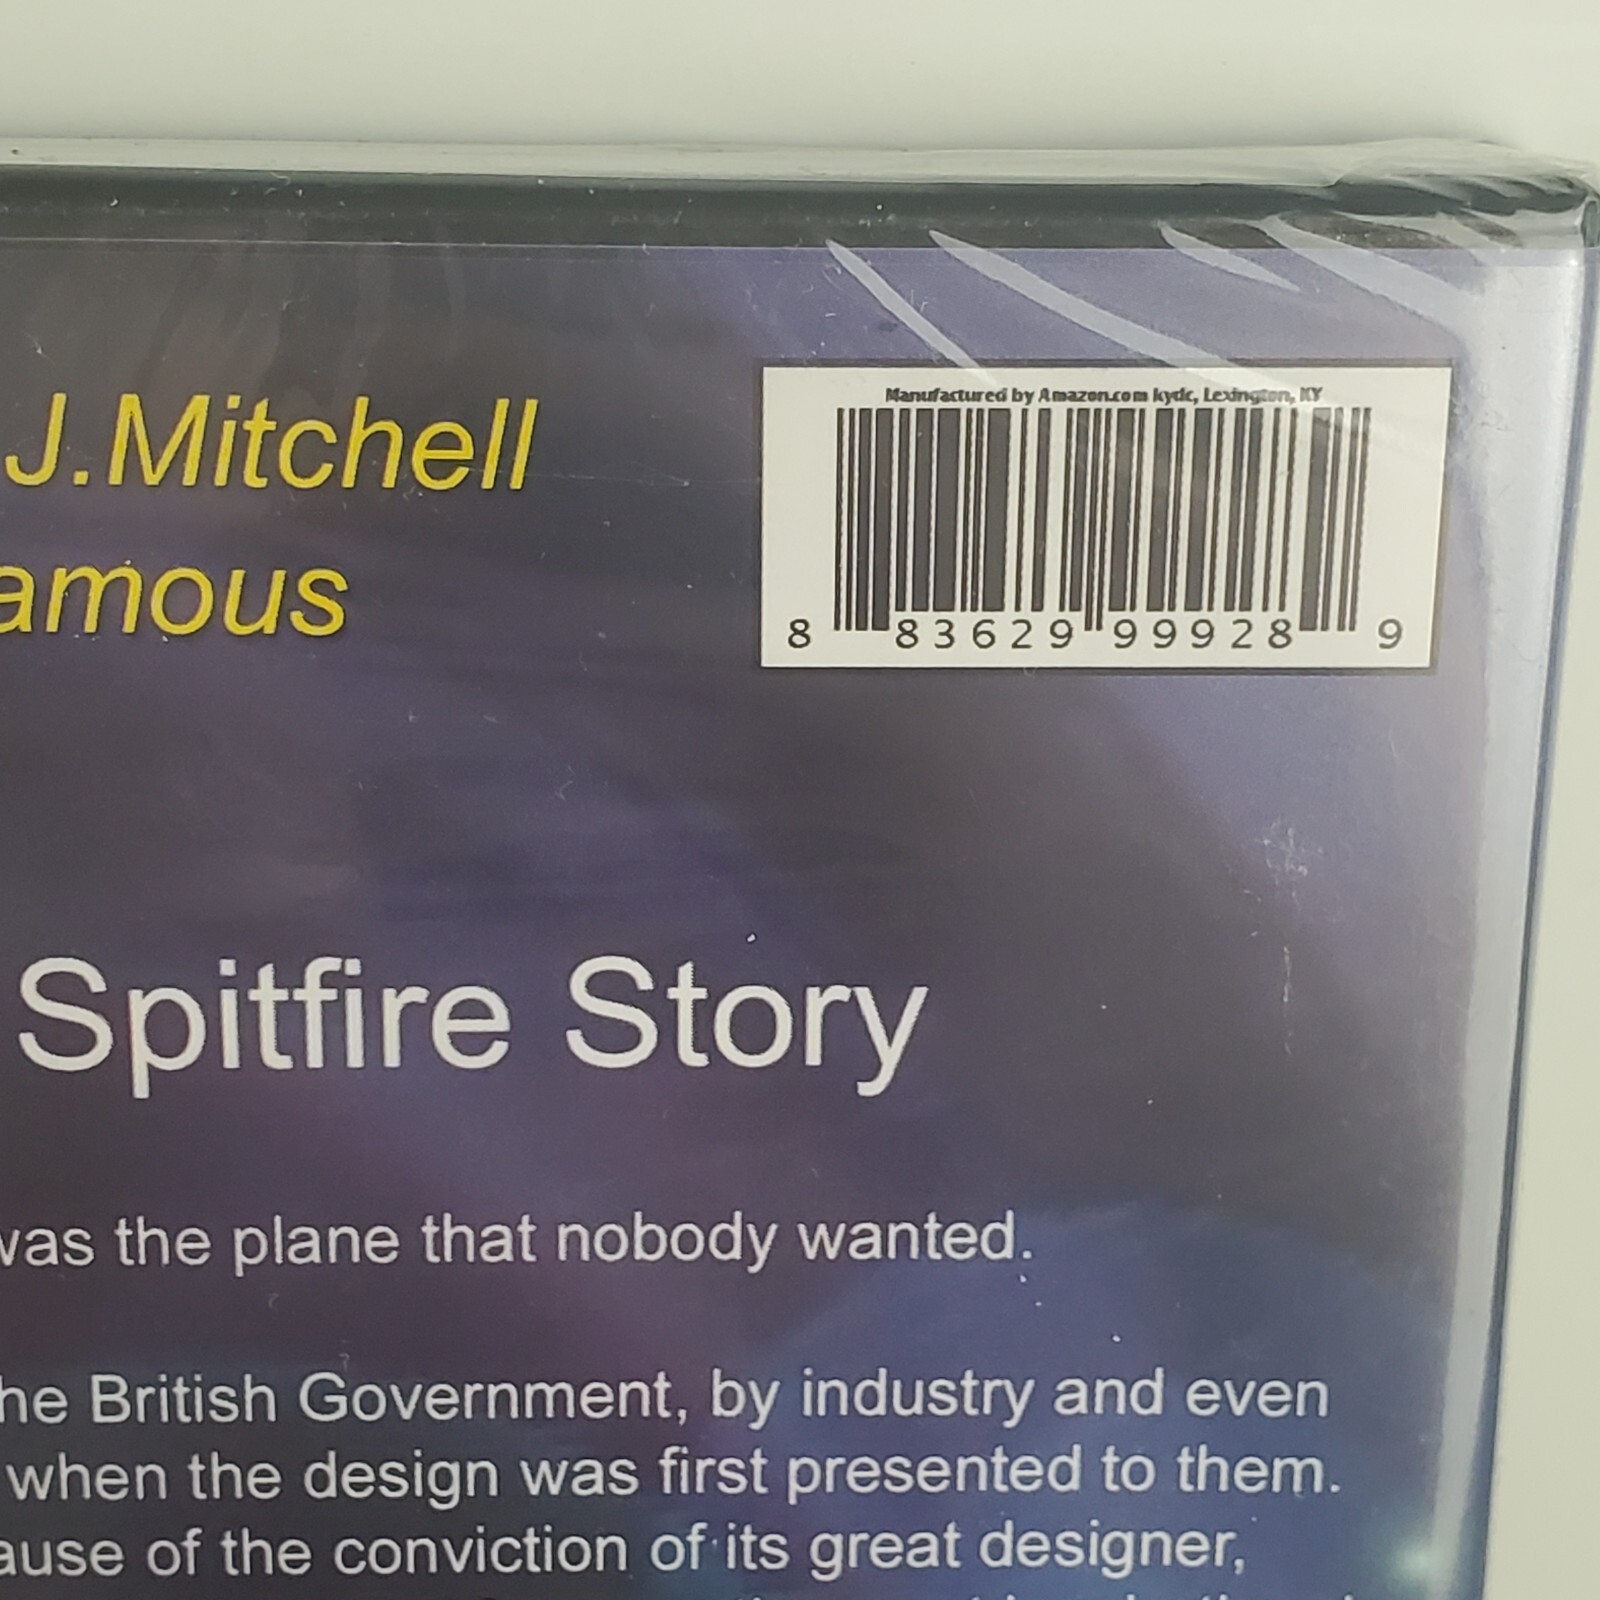 J.Mitchell
amous
Manufactured by Amazon.com kydc, Lexington, KY
8 83629 99928 9
Spitfire Story
was the plane that nobody wanted.
he British Government, by industry and even
when the design was first presented to them.
ause of the conviction of its great designer,